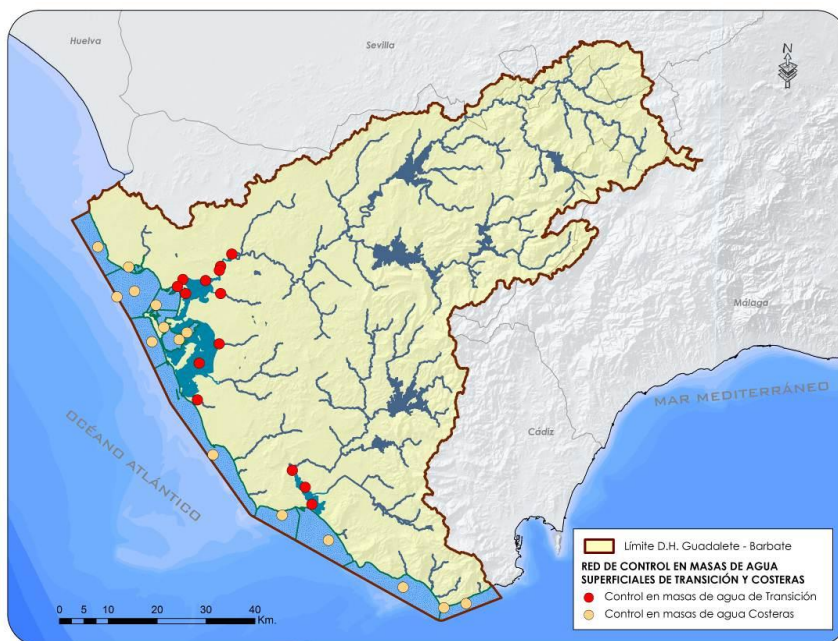 Huelva
Sevilla
N
Málaga
MAR MEDITERRÁNEO
Cádiz
OCÉANO ATLÁNTICO
Límite D.H. Guadalete - Barbate
RED DE CONTROL EN MASAS DE AGUA
SUPERFICIALES DE TRANSICIÓN Y COSTERAS
Control en masas de agua de Transición
Control en masas de agua Costeras
0 5 10 20 30 40
Km.